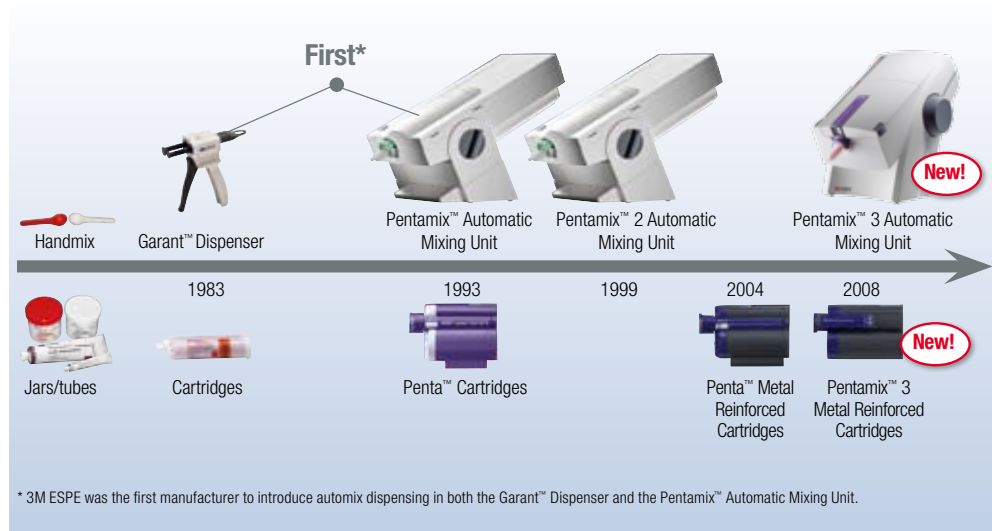 First*
New!
Handmix
Garant™ Dispenser
Pentamix™ Automatic
Mixing Unit
Pentamix™ 2 Automatic
Mixing Unit
Pentamix™ 3 Automatic
Mixing Unit
1983
1993
1999
2004
2008
New!
Jars/tubes
Cartridges
Penta™ Cartridges
Penta™ Metal
Reinforced
Cartridges
Pentamix™ 3
Metal Reinforced
Cartridges
* 3M ESPE was the first manufacturer to introduce automix dispensing in both the Garant™ Dispenser and the Pentamix™ Automatic Mixing Unit.